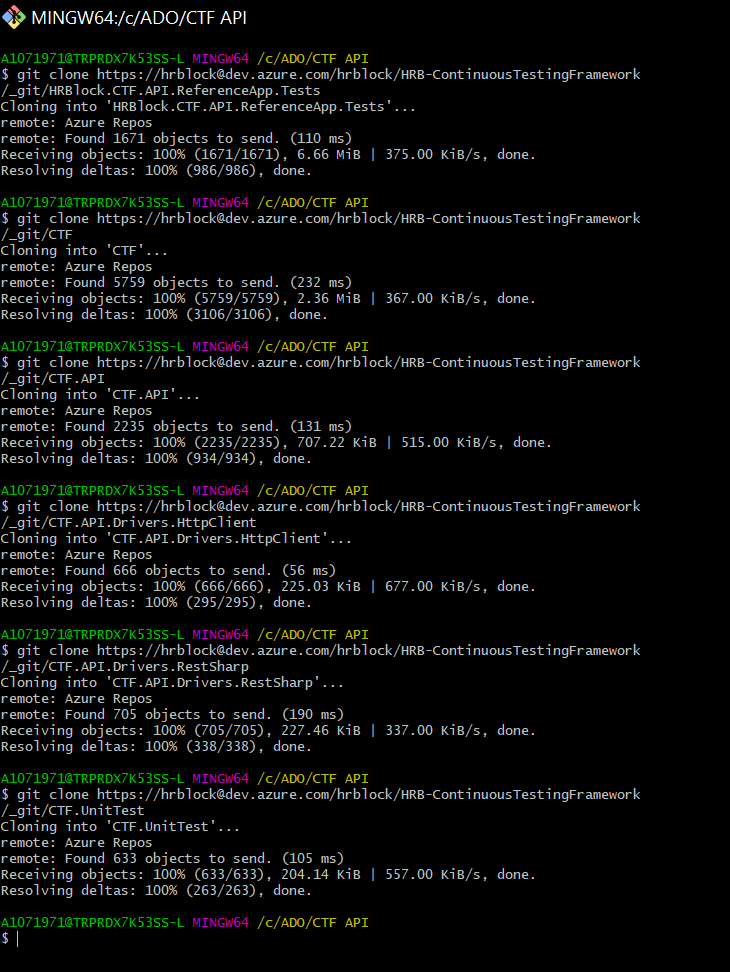 MINGW64:/c/ADO/CTF API
A1071971@TRPRDX7K53SS-L MINGW64 /c/ADO/CTF API
$ git clone https://hrblock@dev.azure.com/hrblock/HRB-ContinuousTestingFramework
/_git/HRBlock.CTF.API.ReferenceApp.Tests
Cloning into 'HRBlock.CTF.API.ReferenceApp.Tests'...
remote: Azure Repos
remote: Found 1671 objects to send. (110 ms)
Receiving objects: 100% (1671/1671), 6.66 MiB | 375.00 KiB/s, done.
Resolving deltas: 100% (986/986), done.
A1071971@TRPRDX7K53SS-L MINGW64 /c/ADO/CTF API
$ git clone https://hrblock@dev.azure.com/hrblock/HRB-ContinuousTestingFramework
/_git/CTF
Cloning into 'CTF'...
remote: Azure Repos
remote: Found 5759 objects to send. (232 ms)
Receiving objects: 100% (5759/5759), 2.36 MiB | 367.00 KiB/s, done.
Resolving deltas: 100% (3106/3106), done.
A1071971@TRPRDX7K53SS-L MINGW64 /c/ADO/CTF API
$ git clone https://hrblock@dev.azure.com/hrblock/HRB-ContinuousTestingFramework
/_git/CTF.API
Cloning into 'CTF.API'...
remote: Azure Repos
remote: Found 2235 objects to send. (131 ms)
Receiving objects: 100% (2235/2235), 707.22 KiB | 515.00 KiB/s, done.
Resolving deltas: 100% (934/934), done.
A1071971@TRPRDX7K53SS-L MINGW64 /c/ADO/CTF API
$ git clone https://hrblock@dev.azure.com/hrblock/HRB-ContinuousTestingFramework
/_git/CTF.API.Drivers.HttpClient
Cloning into 'CTF.API.Drivers.HttpClient'...
remote: Azure Repos
remote: Found 666 objects to send. (56 ms)
Receiving objects: 100% (666/666), 225.03 KiB | 677.00 KiB/s, done.
Resolving deltas: 100% (295/295), done.
A1071971@TRPRDX7K53SS-L MINGW64 /c/ADO/CTF API
$ git clone https://hrblock@dev.azure.com/hrblock/HRB-ContinuousTestingFramework
/_git/CTF.API.Drivers.RestSharp
Cloning into 'CTF.API.Drivers.RestSharp'...
remote: Azure Repos
remote: Found 705 objects to send. (190 ms)
Receiving objects: 100% (705/705), 227.46 KiB | 337.00 KiB/s, done.
Resolving deltas: 100% (338/338), done.
A1071971@TRPRDX7K53SS-L MINGW64 /c/ADO/CTF API
$ git clone https://hrblock@dev.azure.com/hrblock/HRB-ContinuousTestingFramework
/_git/CTF.UnitTest
Cloning into 'CTF.UnitTest'...
remote: Azure Repos
remote: Found 633 objects to send. (105 ms)
Receiving objects: 100% (633/633), 204.14 KiB | 557.00 KiB/s, done.
Resolving deltas: 100% (263/263), done.
A1071971@TRPRDX7K53SS-L MINGW64 /c/ADO/CTF API
$